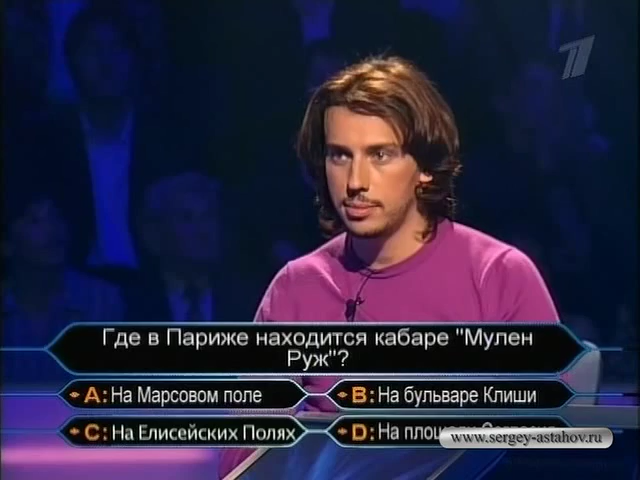 1
Где в Париже находится кабаре "Мулен
Руж"?
A: На Марсовом поле
B: На бульваре Клиши
C: На Елисейских Полях
D: На площади
www.sergey-astahov.ru